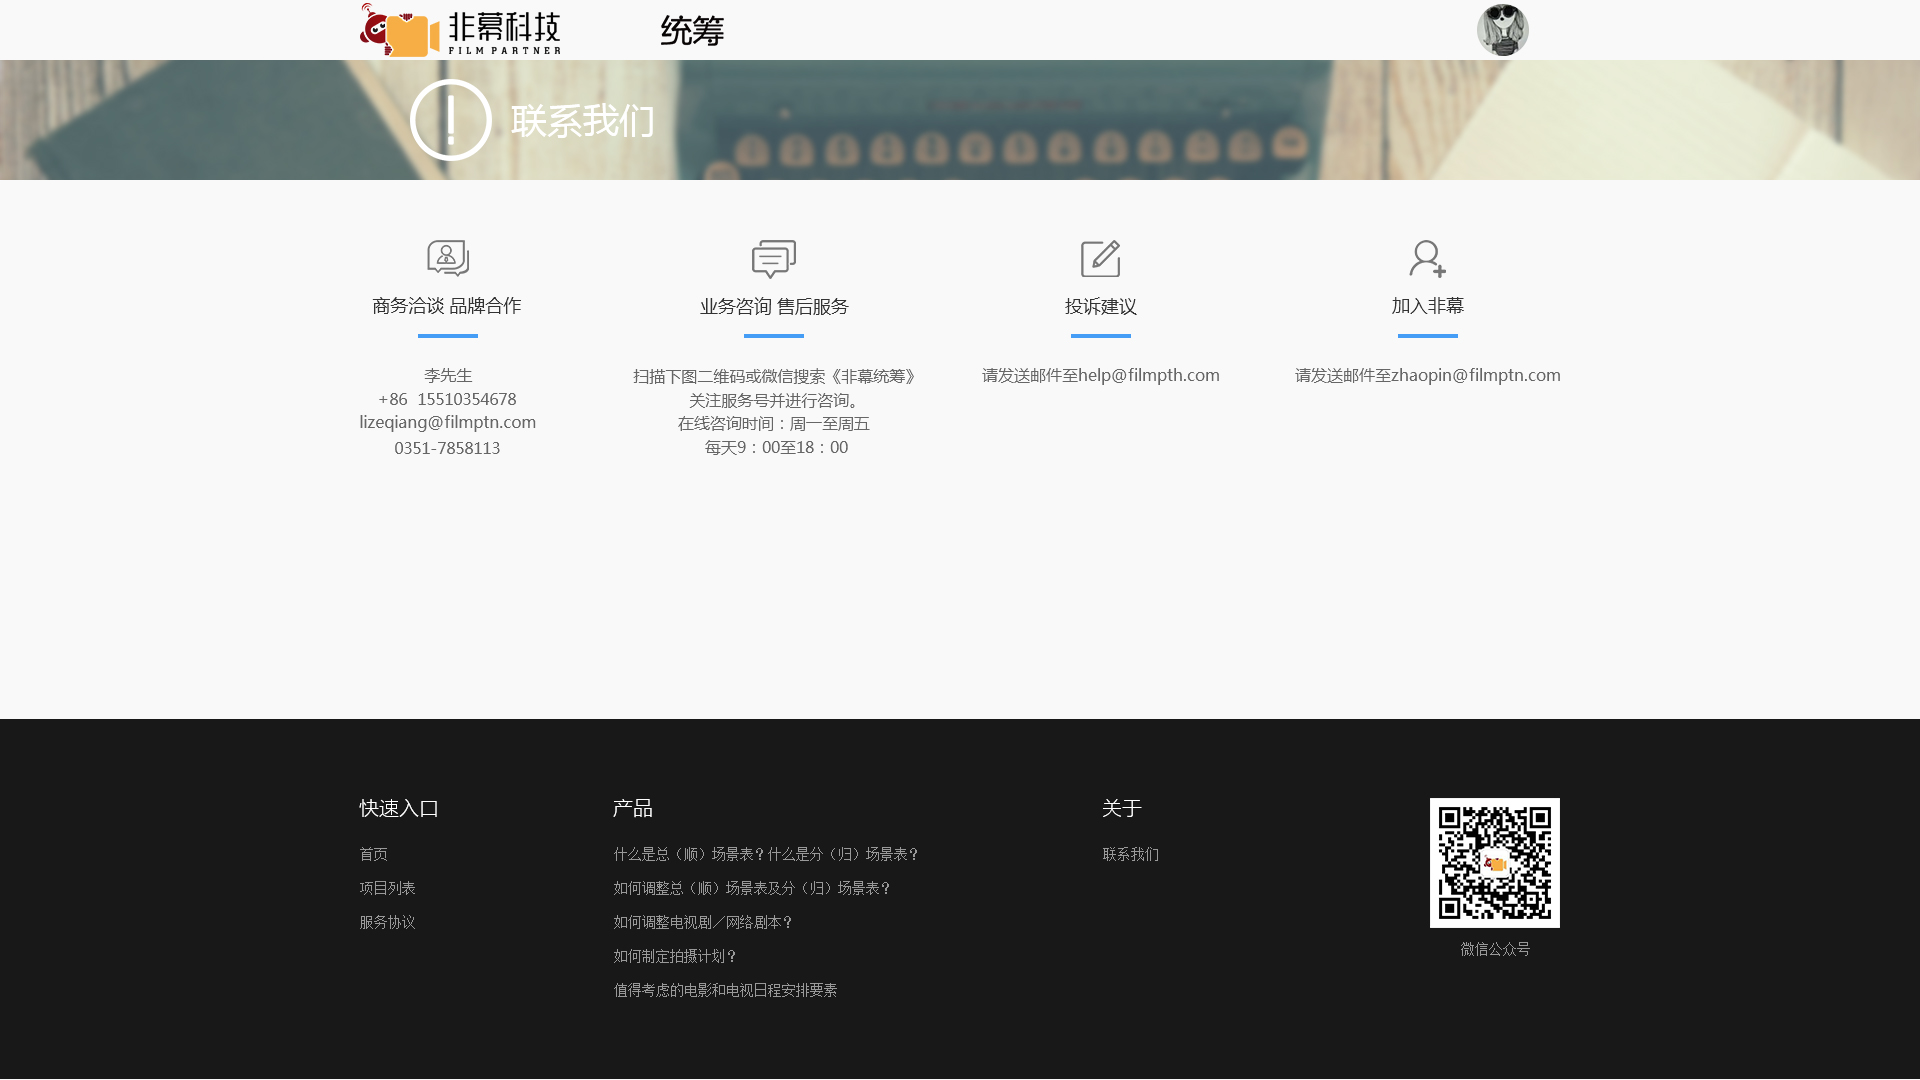 非幕科技
FILM PARTNER
统筹
联系我们
商务洽谈 品牌合作
李先生
+86 15510354678
lizeqiang@filmptn.com
0351-7858113
业务咨询 售后服务
扫描下图二维码或微信搜索《非幕统筹》
关注服务号并进行咨询。
在线咨询时间：周一至周五
每天9：00至18：00
投诉建议
请发送邮件至help@filmpth.com
加入非幕
请发送邮件至zhaopin@filmptn.com
快速入口
首页
项目列表
服务协议
产品
什么是总（顺）场景表？什么是分（归）场景表？
如何调整总（顺）场景表及分（归）场景表？
如何调整电视剧／网络剧本？
如何制定拍摄计划？
值得考虑的电影和电视日程安排要素
关于
联系我们
微信公众号